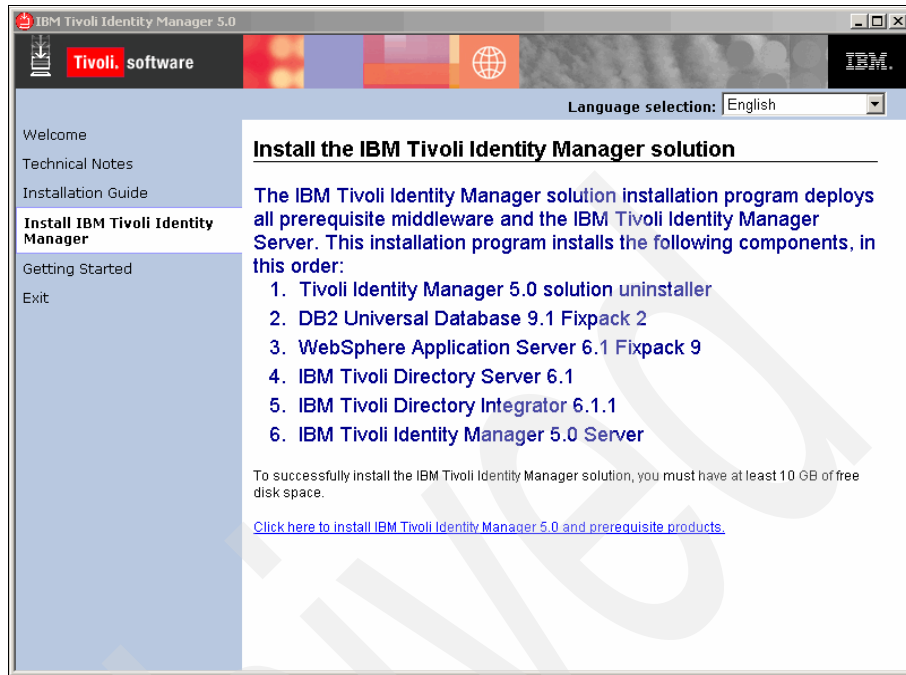 IBM Tivoli Identity Manager 5.0
Tivoli. software
IBM.
Language selection: English
Welcome
Technical Notes
Installation Guide
Install IBM Tivoli Identity
Manager
Getting Started
Exit
Install the IBM Tivoli Identity Manager solution
The IBM Tivoli Identity Manager solution installation program deploys
all prerequisite middleware and the IBM Tivoli Identity Manager
Server. This installation program installs the following components, in
this order:
1. Tivoli Identity Manager 5.0 solution uninstaller
2. DB2 Universal Database 9.1 Fixpack 2
3. WebSphere Application Server 6.1 Fixpack 9
4. IBM Tivoli Directory Server 6.1
5. IBM Tivoli Directory Integrator 6.1.1
6. IBM Tivoli Identity Manager 5.0 Server
To successfully install the IBM Tivoli Identity Manager solution, you must have at least 10 GB of free
disk space.
Click here to install IBM Tivoli Identity Manager 5.0 and prerequisite products.